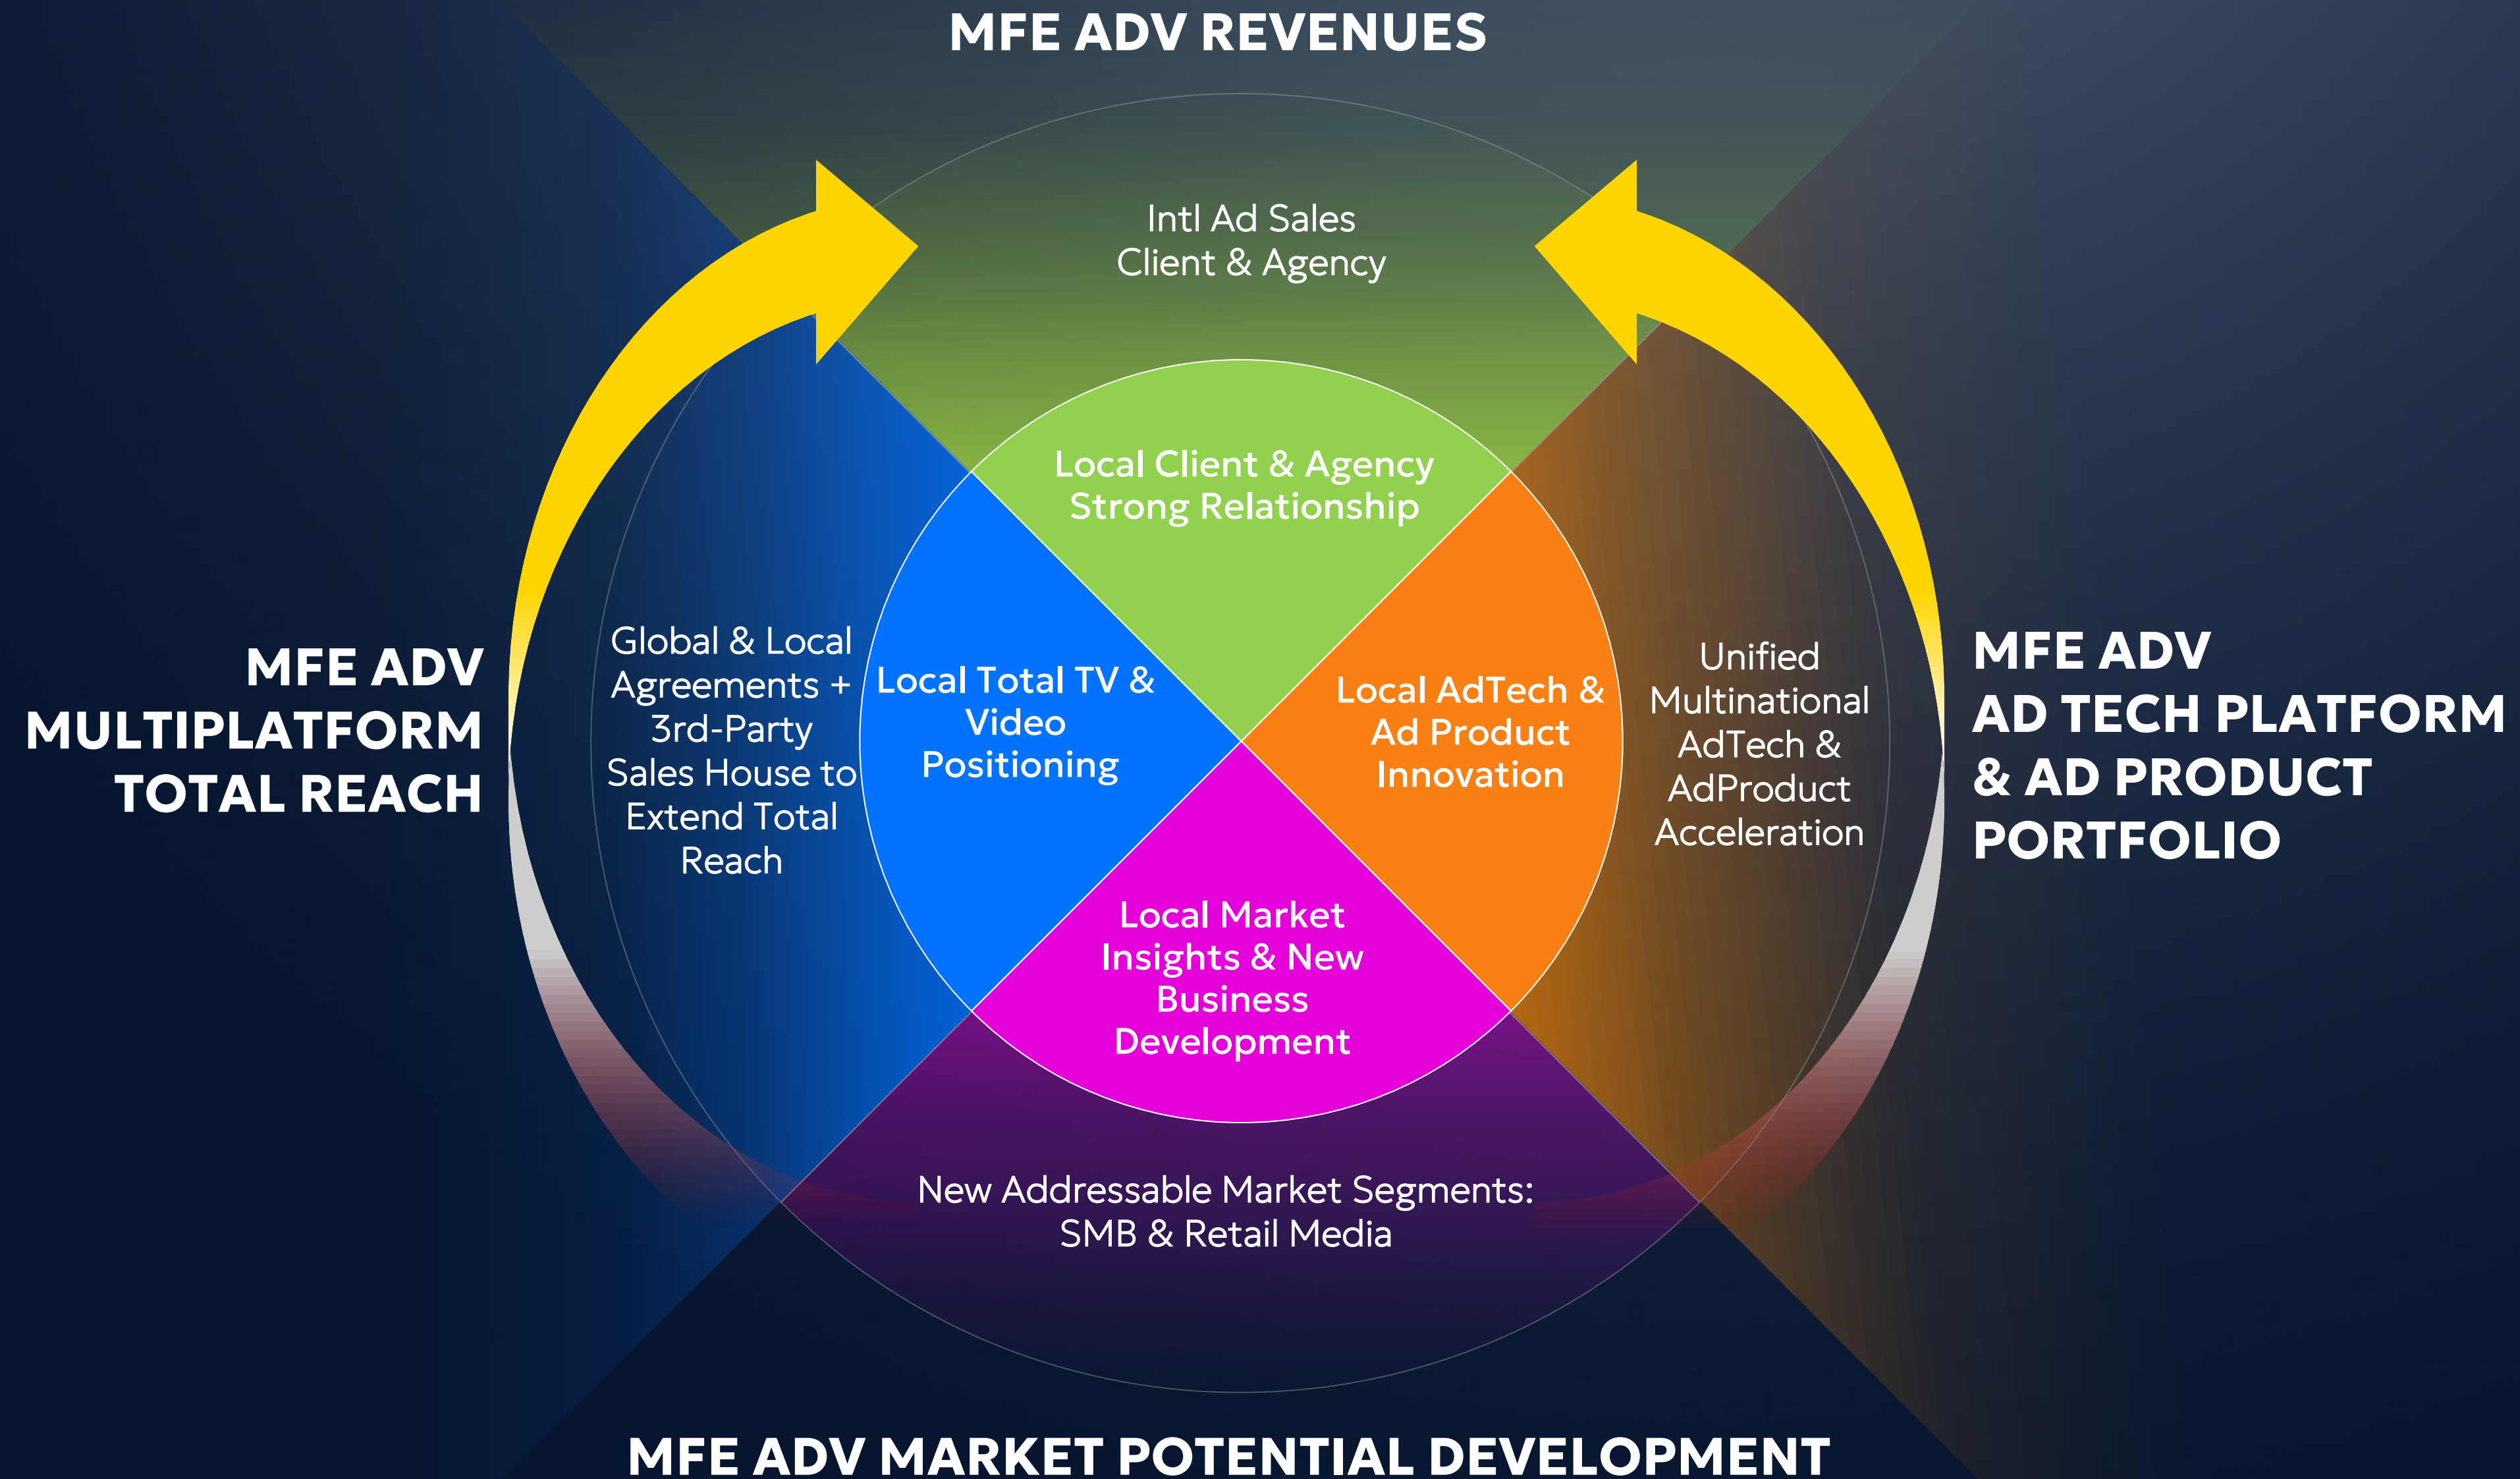 MFE ADV REVENUES
Intl Ad Sales
Client & Agency
Local Client & Agency
Strong Relationship
MFE ADV
MULTIPLATFORM
TOTAL REACH
Global & Local
Agreements +
3rd-Party
Sales House to
Extend Total
Reach
Local Total TV &
Video
Positioning
Local AdTech &
Ad Product
Innovation
Unified
Multinational
AdTech &
AdProduct
Acceleration
MFE ADV
AD TECH PLATFORM
& AD PRODUCT
PORTFOLIO
Local Market
Insights & New
Business
Development
New Addressable Market Segments:
SMB & Retail Media
MFE ADV MARKET POTENTIAL DEVELOPMENT